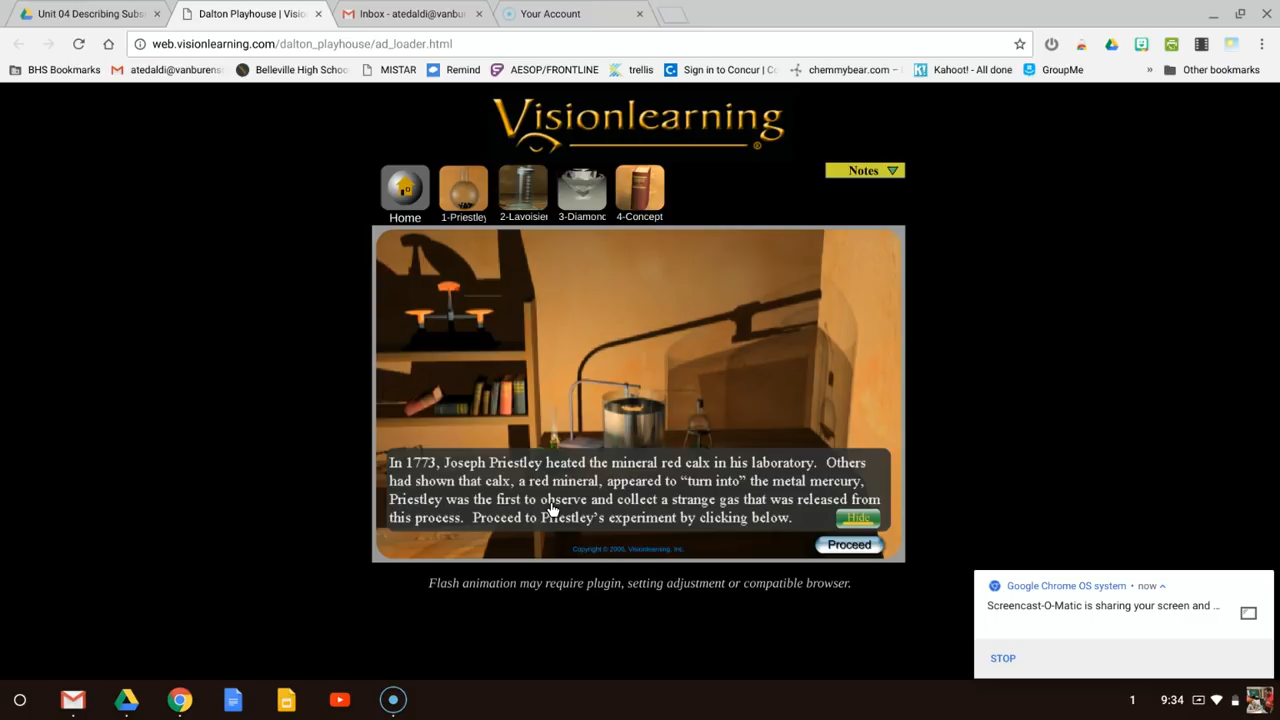 Unit 04 Describing Subs
Dalton Playhouse | Visio
Inbox - atedaldi@vanbu
Your Account
web.visionlearning.com/dalton_playhouse/ad_loader.html
BHS Bookmarks
atedaldi@vanburens
Belleville High Schoo
MISTAR
Remind
AESOP/FRONTLINE
trellis
Sign in to Concur | Co
chemmybear.com –
Kahoot! - All done
GroupMe
»
Other bookmarks
Visionlearning®
Notes
Home
1-Priestley
2-Lavoisier
3-Diamond
4-Concept
In 1773, Joseph Priestley heated the mineral red calx in his laboratory. Others
had shown that calx, a red mineral, appeared to “turn into” the metal mercury,
Priestley was the first to observe and collect a strange gas that was released from
this process. Proceed to Priestley’s experiment by clicking below.
Hide
Proceed
Copyright © 2006, Visionlearning, Inc.
Flash animation may require plugin, setting adjustment or compatible browser.
Google Chrome OS system • now
Screencast-O-Matic is sharing your screen and ...
STOP
1
9:34